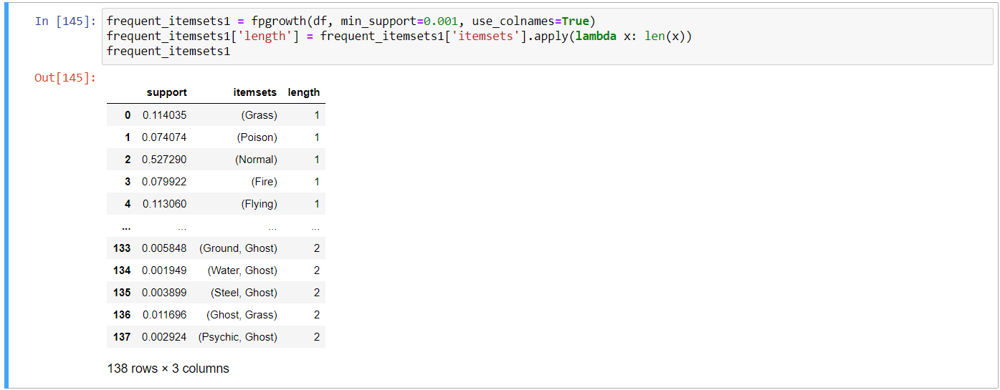 In [145]: frequent_itemsets1 = fpgrowth(df, min_support=0.001, use_colnames=True)
frequent_itemsets1['length'] = frequent_itemsets1['itemsets'].apply(lambda x: len(x))
frequent_itemsets1
Out[145]:
support itemsets length
0 0.114035 (Grass) 1
1 0.074074 (Poison) 1
2 0.527290 (Normal) 1
3 0.079922 (Fire) 1
4 0.113060 (Flying) 1
... ... ... ...
133 0.005848 (Ground, Ghost) 2
134 0.001949 (Water, Ghost) 2
135 0.003899 (Steel, Ghost) 2
136 0.011696 (Ghost, Grass) 2
137 0.002924 (Psychic, Ghost) 2
138 rows × 3 columns